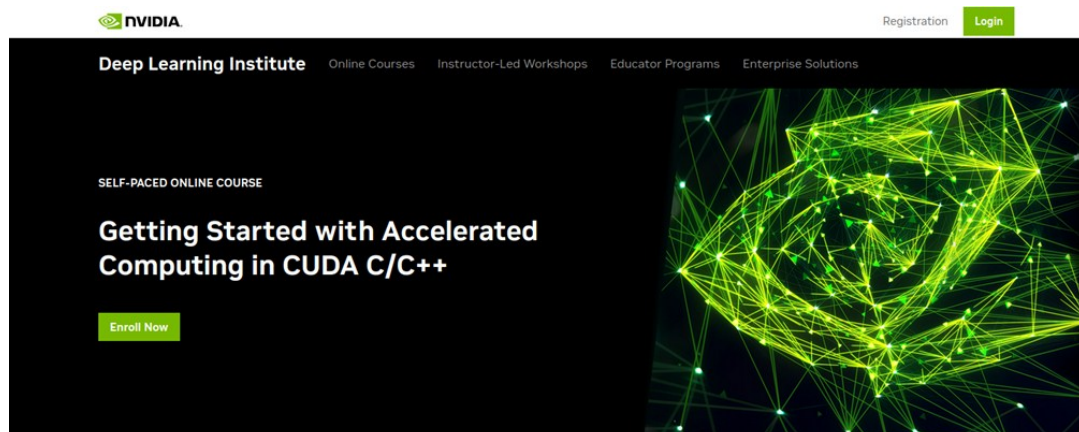 NVIDIA.
Registration
Login
Deep Learning Institute
Online Courses
Instructor-Led Workshops
Educator Programs
Enterprise Solutions
SELF-PACED ONLINE COURSE
Getting Started with Accelerated
Computing in CUDA C/C++
Enroll Now